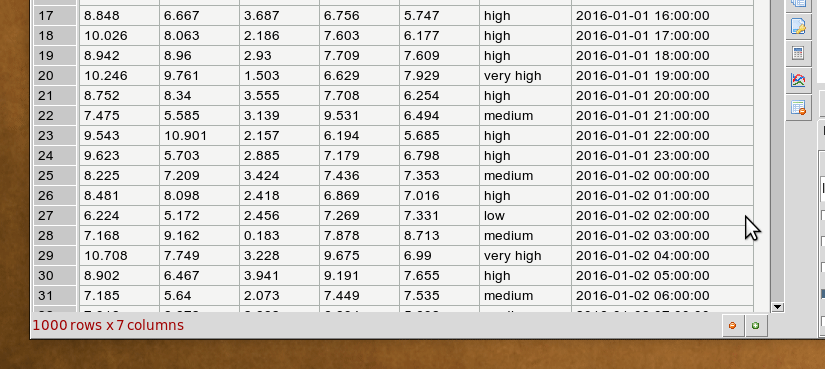 17 8.848 6.667 3.687 6.756 5.747 high 2016-01-01 16:00:00
18 10.026 8.063 2.186 7.603 6.177 high 2016-01-01 17:00:00
19 8.942 8.96 2.93 7.709 7.609 high 2016-01-01 18:00:00
20 10.246 9.761 1.503 6.629 7.929 very high 2016-01-01 19:00:00
21 8.752 8.34 3.555 7.708 6.254 high 2016-01-01 20:00:00
22 7.475 5.585 3.139 9.531 6.494 medium 2016-01-01 21:00:00
23 9.543 10.901 2.157 6.194 5.685 high 2016-01-01 22:00:00
24 9.623 5.703 2.885 7.179 6.798 high 2016-01-01 23:00:00
25 8.225 7.209 3.424 7.436 7.353 medium 2016-01-02 00:00:00
26 8.481 8.098 2.418 6.869 7.016 high 2016-01-02 01:00:00
27 6.224 5.172 2.456 7.269 7.331 low 2016-01-02 02:00:00
28 7.168 9.162 0.183 7.878 8.713 medium 2016-01-02 03:00:00
29 10.708 7.749 3.228 9.675 6.99 very high 2016-01-02 04:00:00
30 8.902 6.467 3.941 9.191 7.655 high 2016-01-02 05:00:00
31 7.185 5.64 2.073 7.449 7.535 medium 2016-01-02 06:00:00
1000 rows x 7 columns